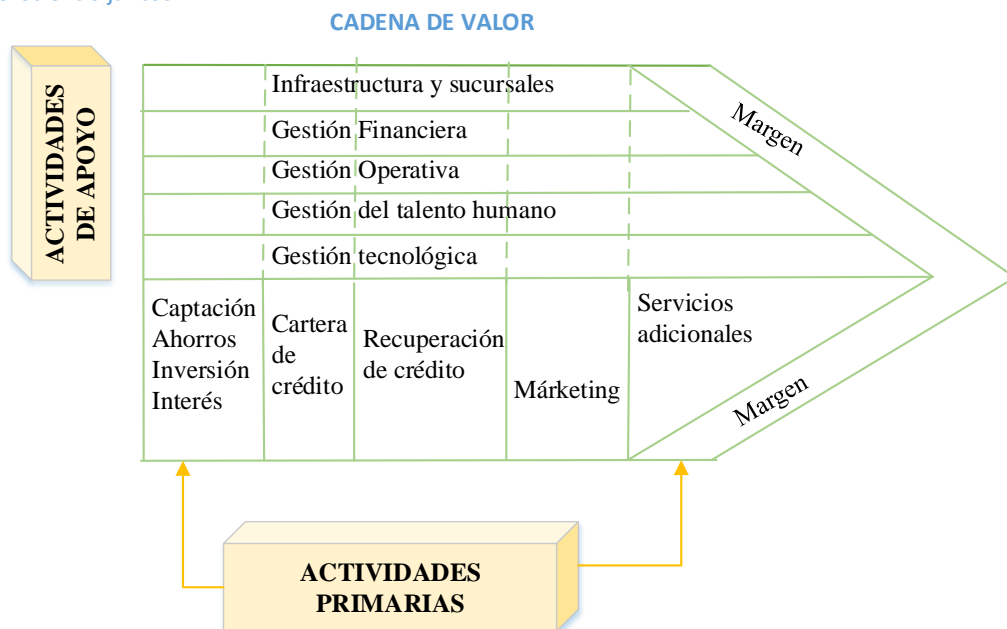 CADENA DE VALOR
ACTIVIDADES
DE APOYO
Infraestructura y sucursales
Gestión Financiera
Gestión Operativa
Gestión del talento humano
Gestión tecnológica
Margen
Captación
Ahorros
Inversión
Interés
Cartera
de
crédito
Recuperación
de crédito
Márketing
Servicios
adicionales
Margen
ACTIVIDADES
PRIMARIAS